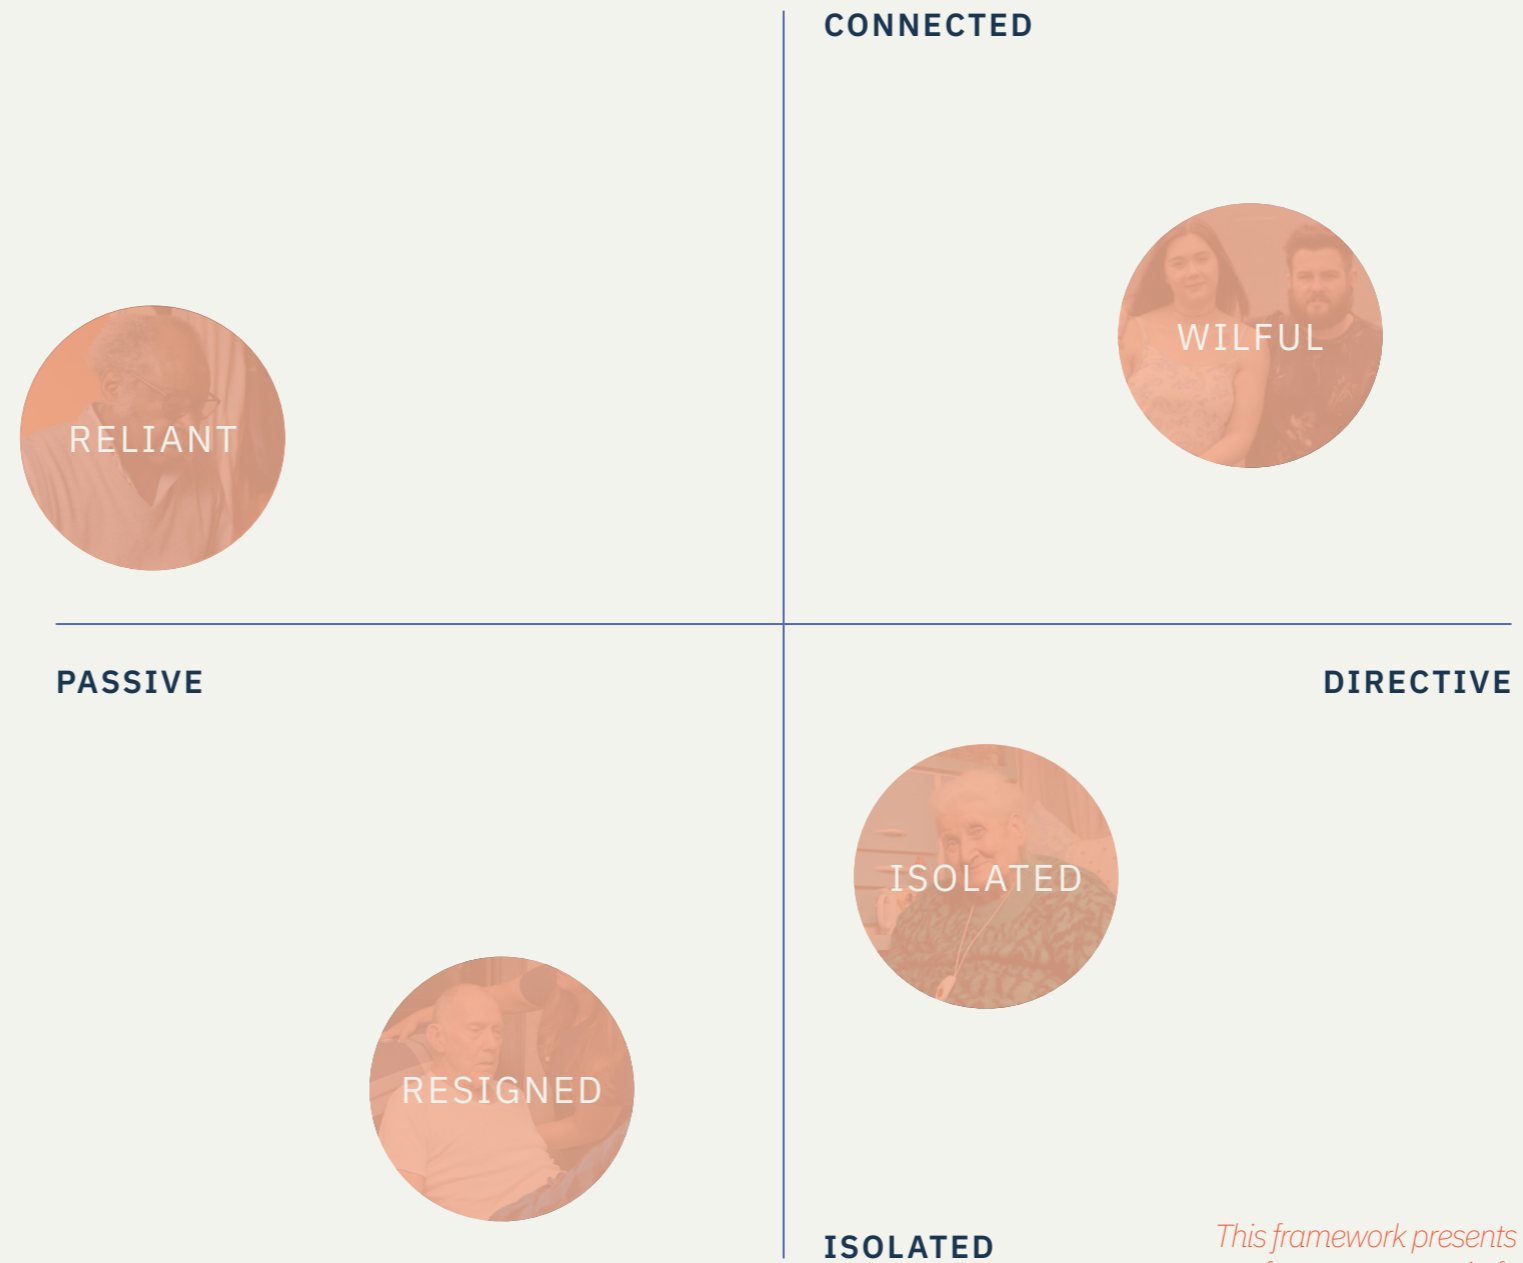 CONNECTED
WILFUL
RELIANT
PASSIVE
DIRECTIVE
ISOLATED
RESIGNED
ISOLATED
This framework presents